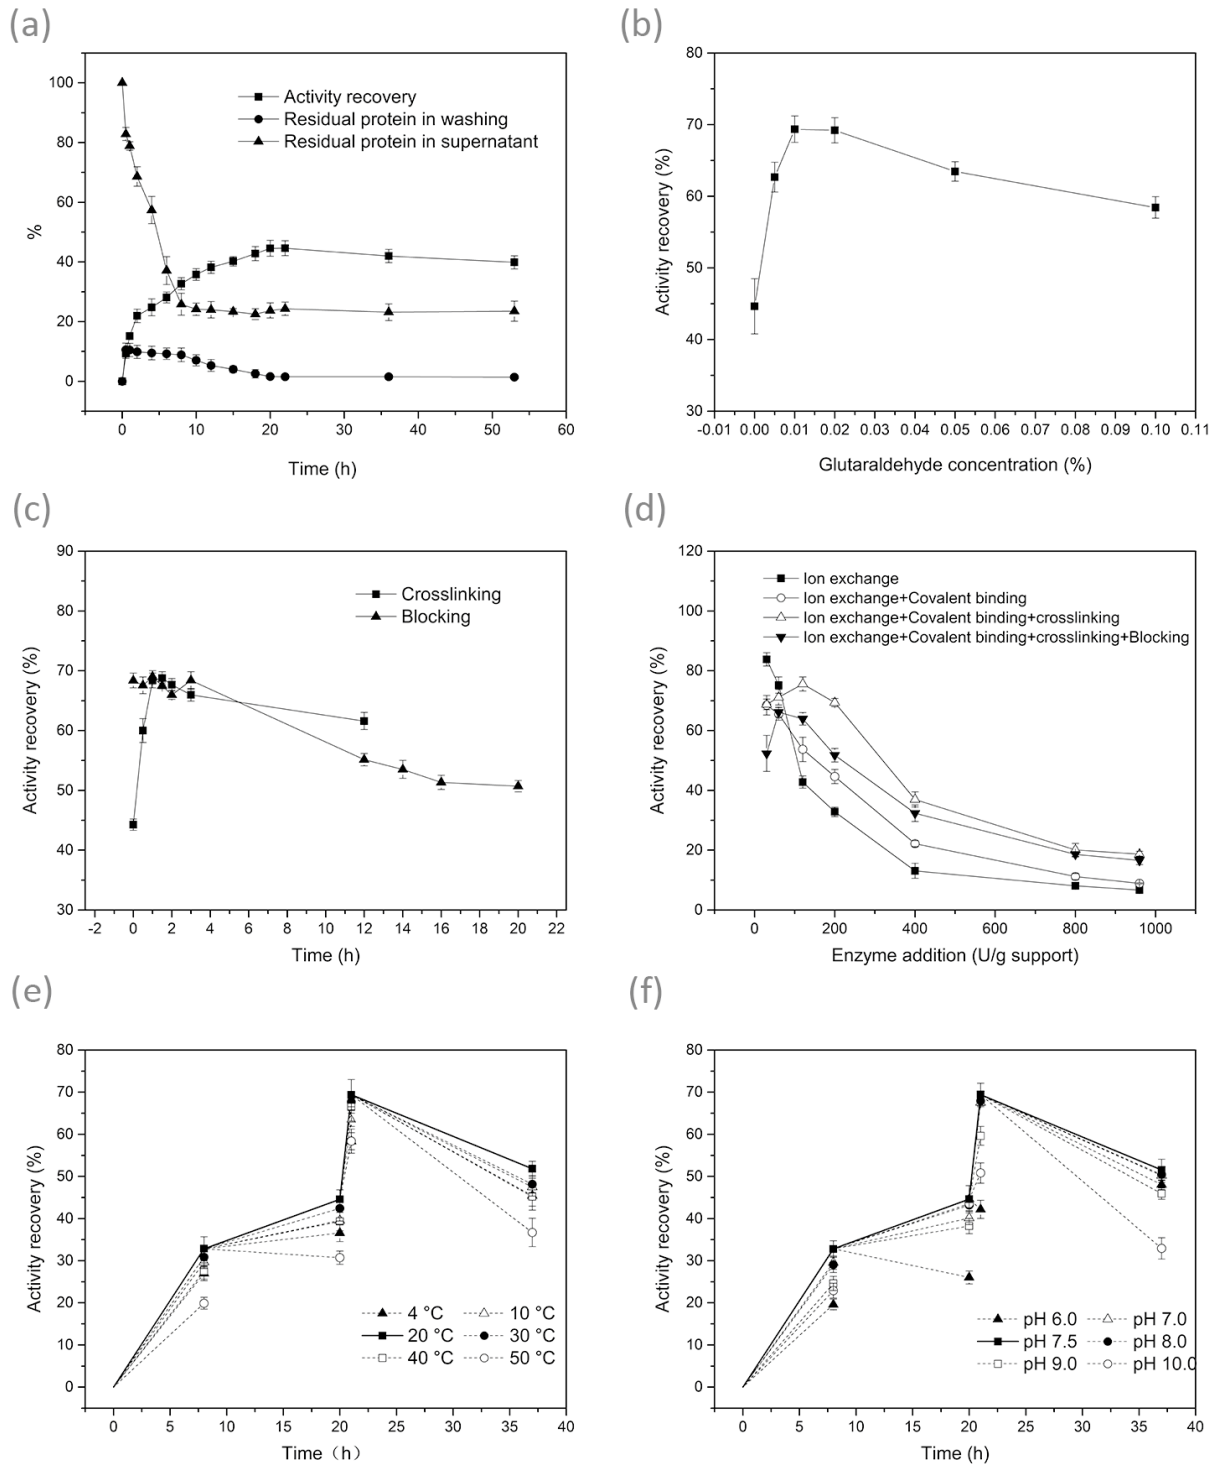 (a)
100
80
60
40
20
0
%
Activity recovery
Residual protein in washing
Residual protein in supernatant
0 10 20 30 40 50 60
Time (h)
(b)
80
70
60
50
40
30
Activity recovery (%)
-0.01 0.00 0.01 0.02 0.03 0.04 0.05 0.06 0.07 0.08 0.09 0.10 0.11
Glutaraldehyde concentration (%)
(c)
90
80
70
60
50
40
30
Activity recovery (%)
Crosslinking
Blocking
-2 0 2 4 6 8 10 12 14 16 18 20 22
Time (h)
(d)
120
100
80
60
40
20
0
Activity recovery (%)
Ion exchange
Ion exchange+Covalent binding
Ion exchange+Covalent binding+crosslinking
Ion exchange+Covalent binding+crosslinking+Blocking
0 200 400 600 800 1000
Enzyme addition (U/g support)
(e)
80
70
60
50
40
30
20
10
0
Activity recovery (%)
4 °C 10 °C
20 °C 30 °C
40 °C 50 °C
0 5 10 15 20 25 30 35 40
Time（h）
(f)
80
70
60
50
40
30
20
10
0
Activity recovery (%)
pH 6.0 pH 7.0
pH 7.5 pH 8.0
pH 9.0 pH 10.0
0 5 10 15 20 25 30 35 40
Time (h)